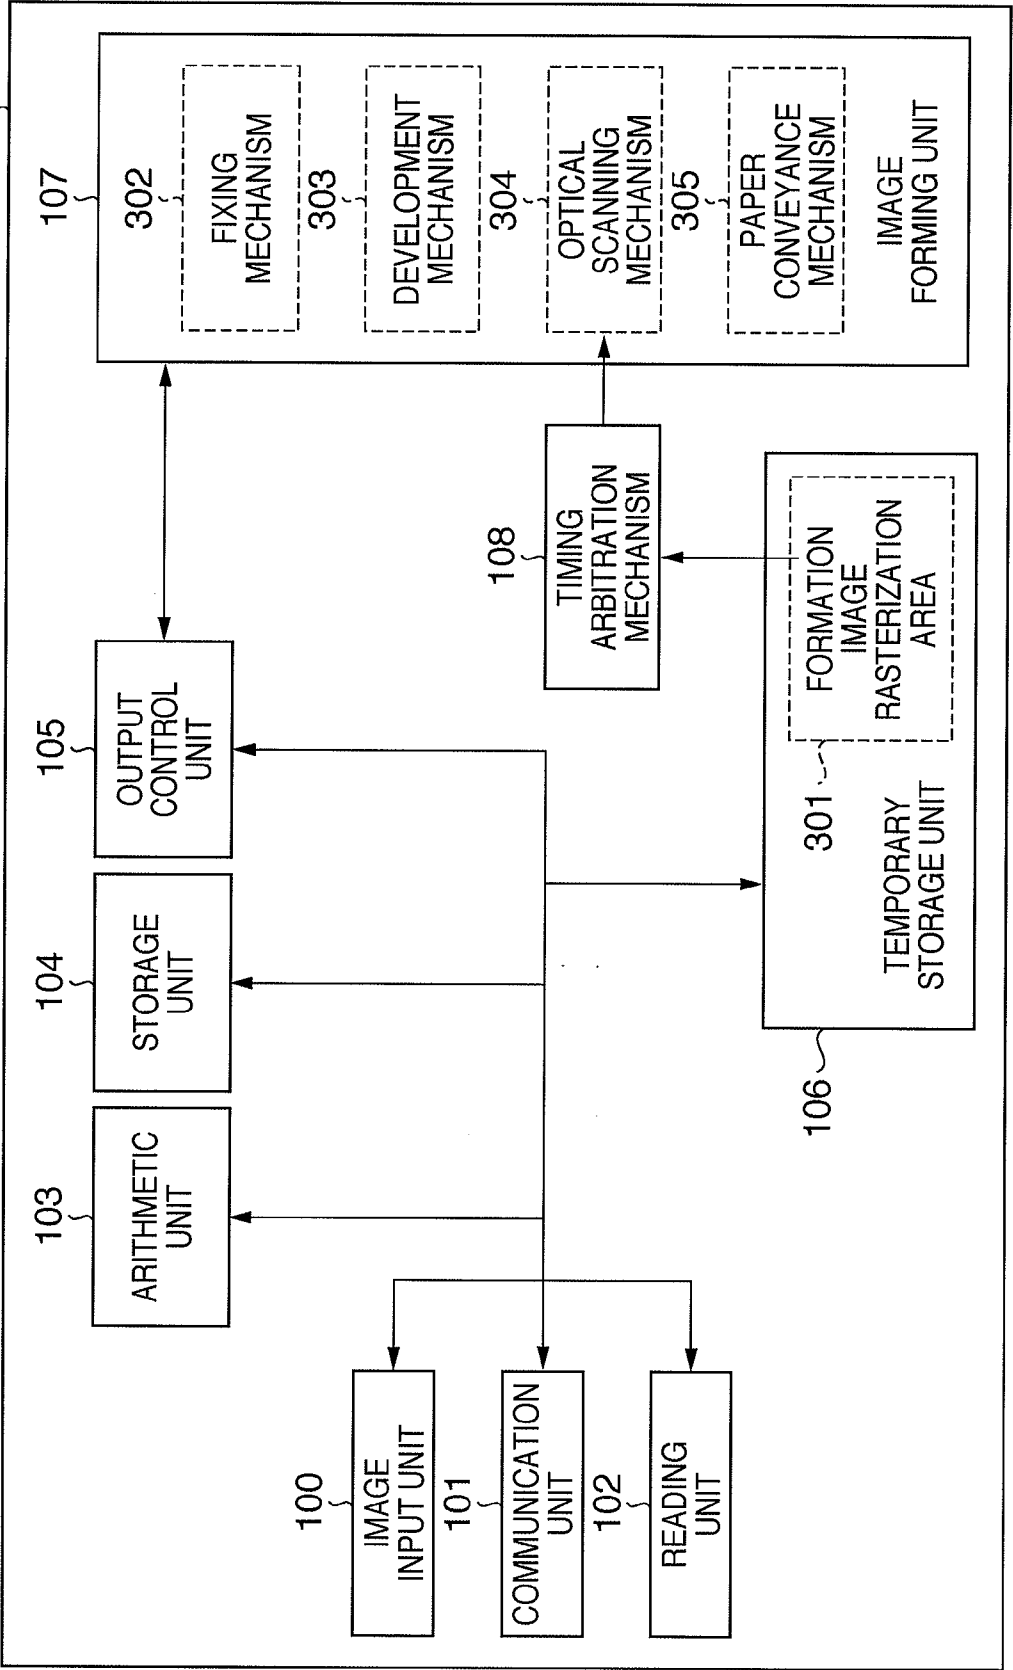 103
ARITHMETIC
UNIT
104
STORAGE
UNIT
105
OUTPUT
CONTROL
UNIT
107
302
FIXING
MECHANISM
303
DEVELOPMENT
MECHANISM
304
OPTICAL
SCANNING
MECHANISM
305
PAPER
CONVEYANCE
MECHANISM
IMAGE
FORMING UNIT
100
IMAGE
INPUT UNIT
101
COMMUNICATION
UNIT
102
READING
UNIT
108
TIMING
ARBITRATION
MECHANISM
106
301
FORMATION
IMAGE
RASTERIZATION
AREA
TEMPORARY
STORAGE UNIT